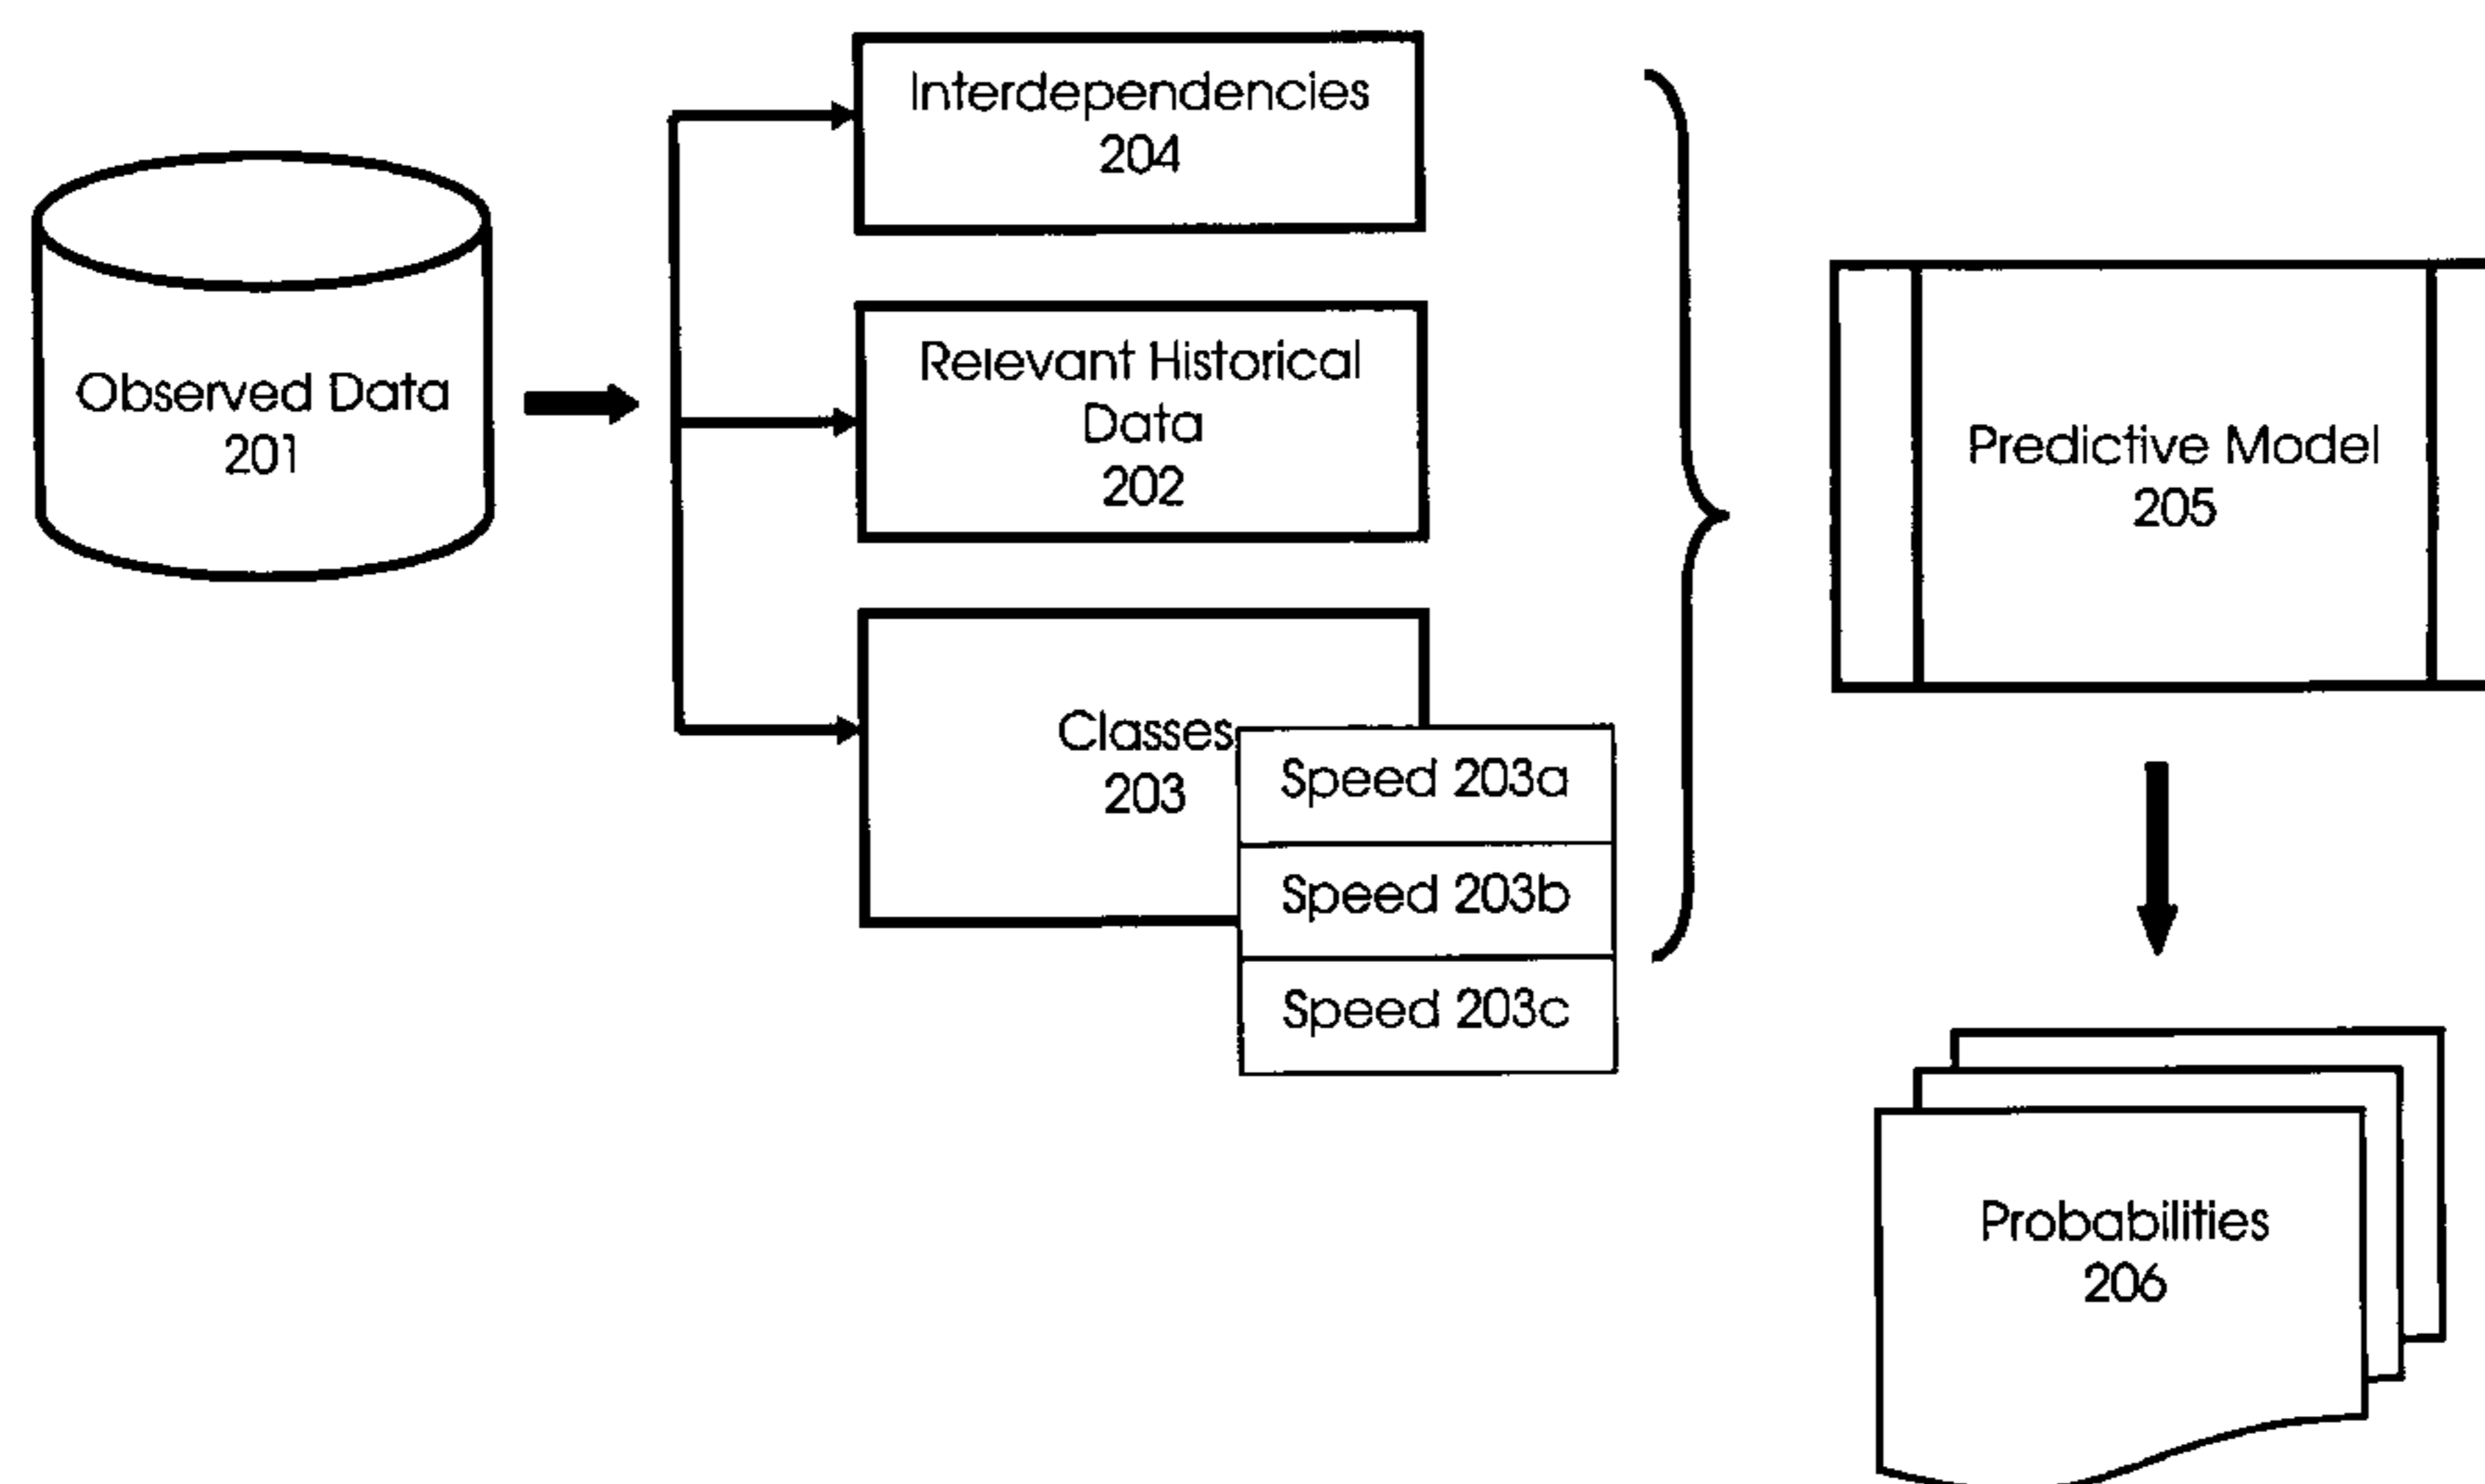 Observed Data
201
Interdependencies
204
Relevant Historical
Data
202
Classes
203
Speed 203a
Speed 203b
Speed 203c
Predictive Model
205
Probabilities
206